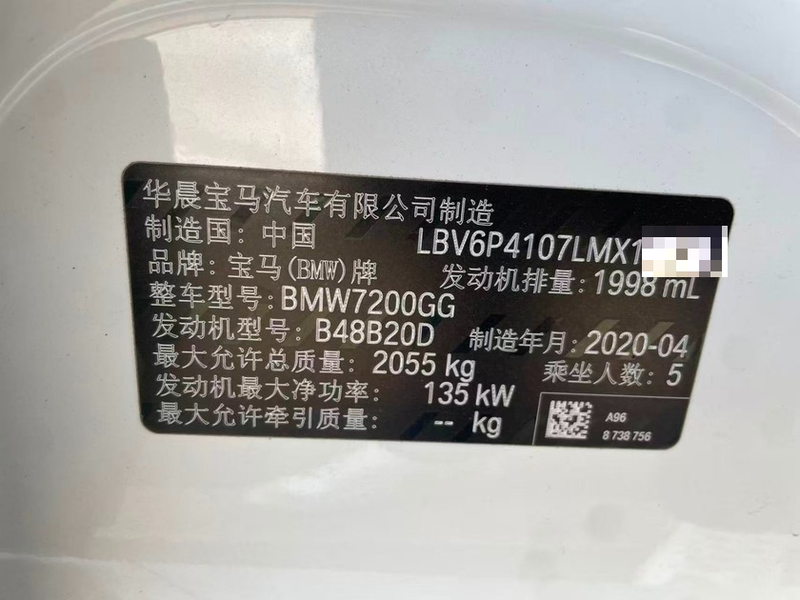 华晨宝马汽车有限公司制造
制造国: 中国 LBV6P4107LMX1
品牌: 宝马(BMW)牌 发动机排量: 1998 mL
整车型号: BMW7200GG
发动机型号: B48B20D 制造年月: 2020-04
最大允许总质量: 2055 kg 乘坐人数: 5
发动机最大净功率: 135 kW
最大允许牵引质量: -- kg
A96
8 738 756